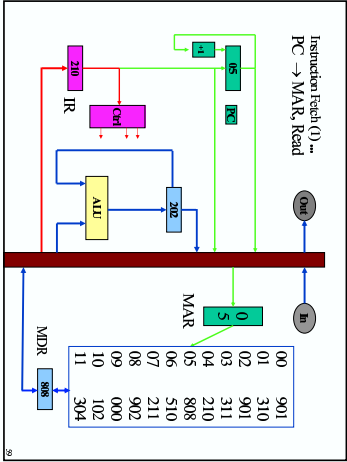 Instruction Fetch (1) ...
PC → MAR, Read
Out
In
+1
05
PC
210
IR
Ctrl
202
ALU
MAR
0 5
00 901
01 310
02 901
03 311
04 210
05 808
06 510
07 211
08 902
09 000
10 102
11 304
MDR
808
59